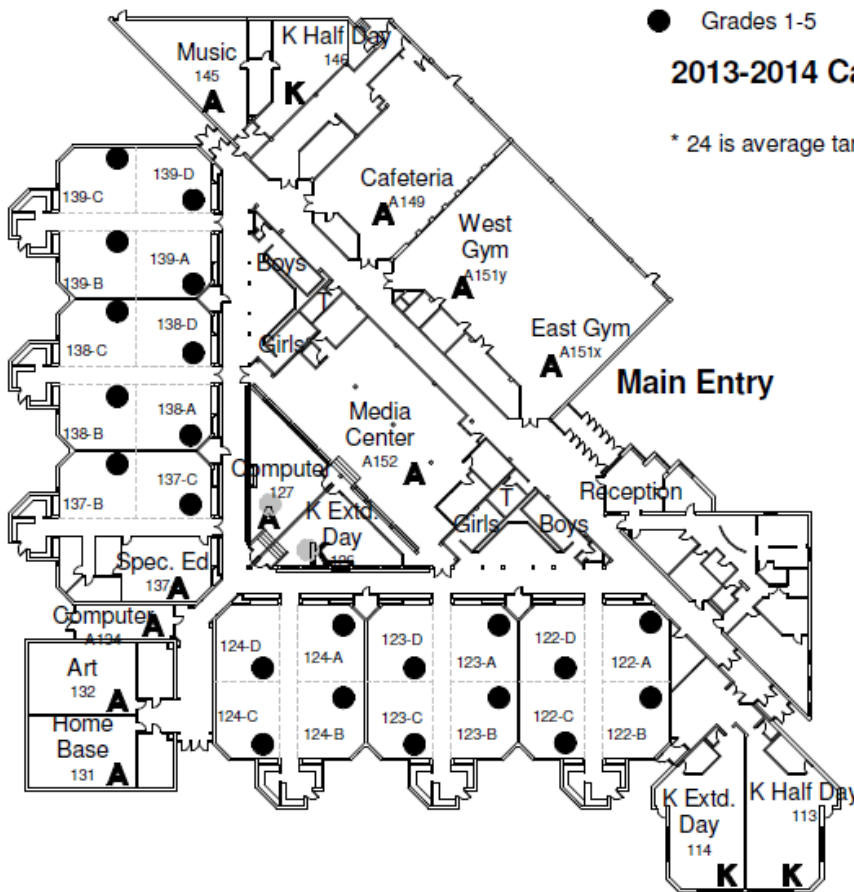 Grades 1-5
2013-2014 Ca
* 24 is average tar
Music
145
A
K Half Day
146
K
139-D
139-C
139-A
139-B
138-D
138-C
138-A
138-B
137-C
137-B
Cafeteria
A149
A
West
Gym
A151y
A
East Gym
A151x
A
Main Entry
Boys
T
Girls
Media
Center
A152
A
Computer
127
A
K Extd.
Day
Girls
T
Boys
Reception
Spec. Ed.
137
A
Computer
A134
A
Art
132
A
Home
Base
131
A
124-D
124-A
124-C
124-B
123-D
123-A
123-C
123-B
122-D
122-A
122-C
122-B
K Extd.
Day
114
K
K Half Day
113
K